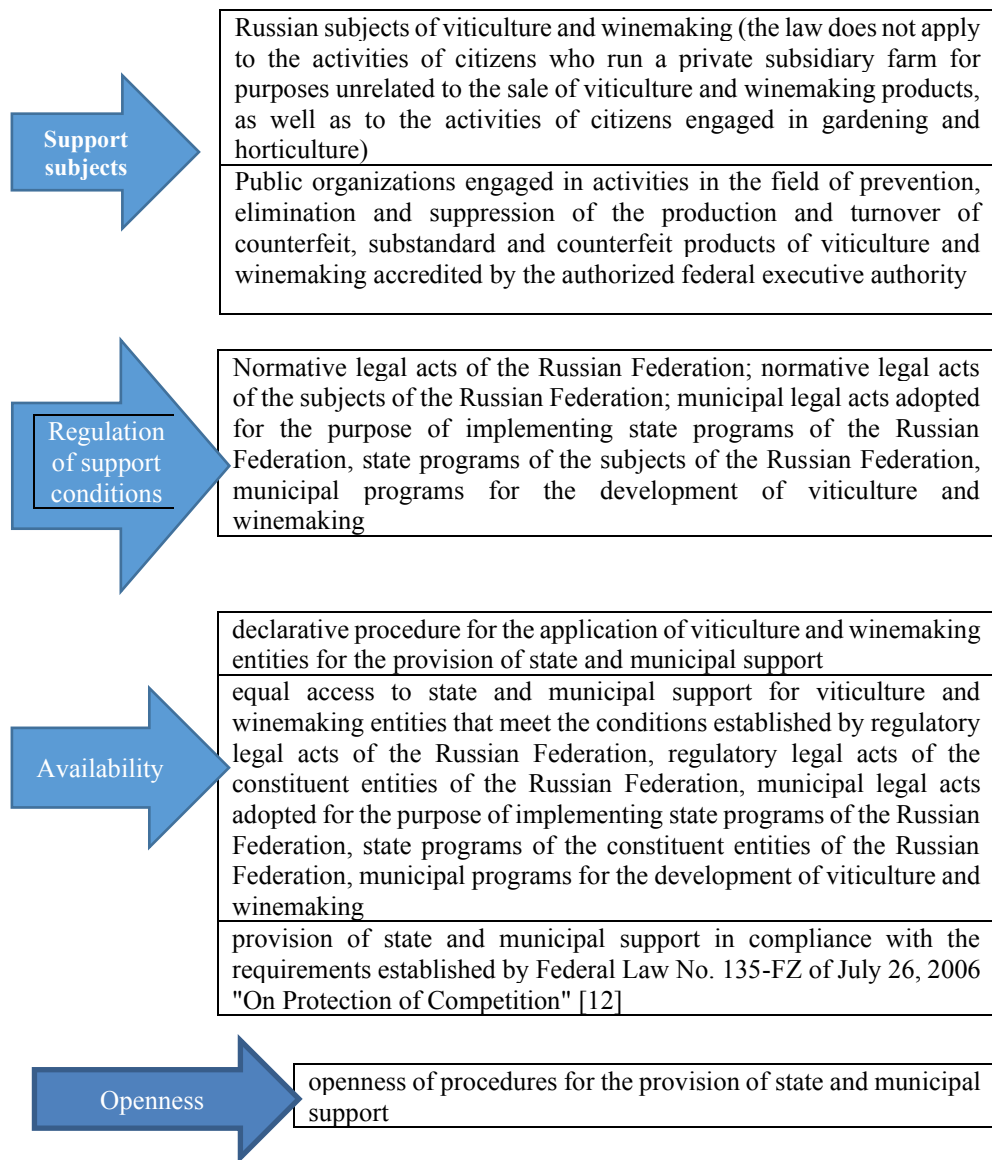 Support
subjects
Russian subjects of viticulture and winemaking (the law does not apply
to the activities of citizens who run a private subsidiary farm for
purposes unrelated to the sale of viticulture and winemaking products,
as well as to the activities of citizens engaged in gardening and
horticulture)
Public organizations engaged in activities in the field of prevention,
elimination and suppression of the production and turnover of
counterfeit, substandard and counterfeit products of viticulture and
winemaking accredited by the authorized federal executive authority
Regulation
of support
conditions
Normative legal acts of the Russian Federation; normative legal acts
of the subjects of the Russian Federation; municipal legal acts adopted
for the purpose of implementing state programs of the Russian
Federation, state programs of the subjects of the Russian Federation,
municipal programs for the development of viticulture and
winemaking
Availability
declarative procedure for the application of viticulture and winemaking
entities for the provision of state and municipal support
equal access to state and municipal support for viticulture and
winemaking entities that meet the conditions established by regulatory
legal acts of the Russian Federation, regulatory legal acts of the
constituent entities of the Russian Federation, municipal legal acts
adopted for the purpose of implementing state programs of the Russian
Federation, state programs of the constituent entities of the Russian
Federation, municipal programs for the development of viticulture and
winemaking
provision of state and municipal support in compliance with the
requirements established by Federal Law No. 135-FZ of July 26, 2006
"On Protection of Competition" [12]
Openness
openness of procedures for the provision of state and municipal
support